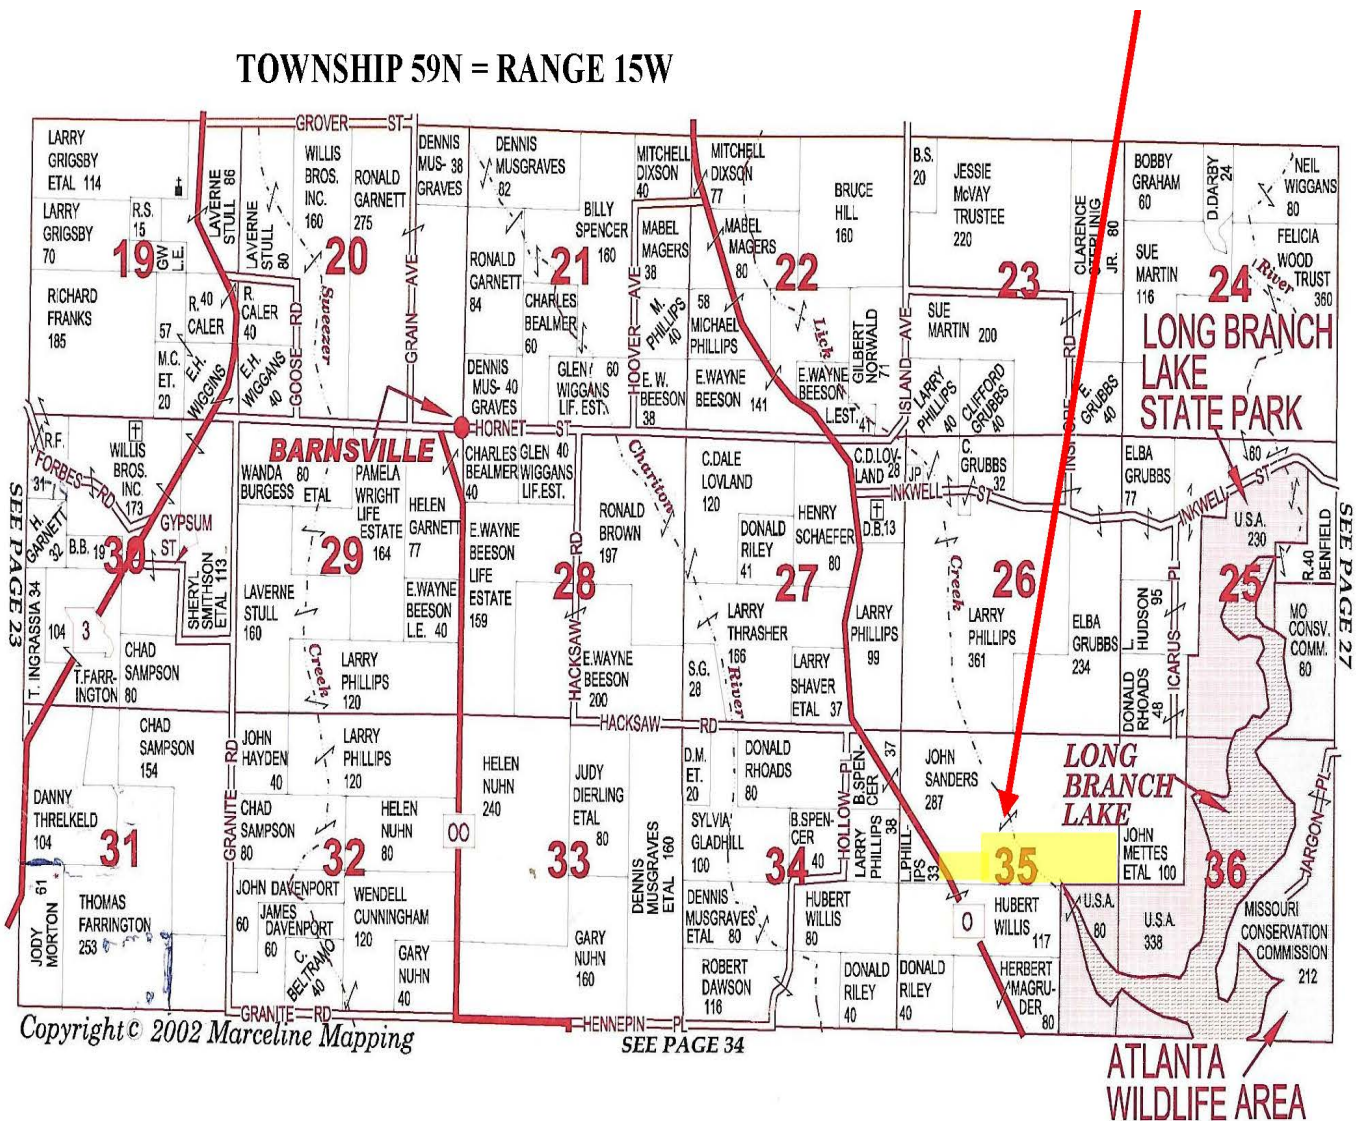 TOWNSHIP 59N = RANGE 15W
GROVER ST
LARRY
GRIGSBY
ETAL 114
LARRY
GRIGSBY
70
RICHARD
FRANKS
185
R.S.
15
GW
L.E.
19
57
M.C.
ET.
20
E.H.
WIGGINS
R. 40
CALER
LAVERNE
STULL 86
LAVERNE
STULL 80
R.
CALER
40
E.H.
WIGGANS
40
GOOSE RD
WILLIS
BROS.
INC.
160
RONALD
GARNETT
275
20
Sweezer
GRAIN AVE
DENNIS
MUS- 38
GRAVES
DENNIS
MUSGRAVES
82
BILLY
SPENCER
160
RONALD
GARNETT
84
21
CHARLES
BEALMER
60
DENNIS
MUS- 40
GRAVES
GLEN 60
WIGGANS
LIF. EST.
HOOVER AVE
MITCHELL
DIXSON
40
MABEL
MAGERS
38
M.
PHILLIPS
40
E. W.
BEESON
38
MITCHELL
DIXSON
77
MABEL
MAGERS
80
BRUCE
HILL
160
22
58
MICHAEL
PHILLIPS
Lick
E.WAYNE
BEESON 141
E.WAYNE
BEESON
L.EST.
41
GILBERT
NORWALD
71
ISLAND AVE
B.S.
20
JESSIE
McVAY
TRUSTEE
220
CLARENCE
STERLING
JR. 80
23
SUE
MARTIN 200
LARRY
PHILLIPS
40
CLIFFORD
GRUBBS
40
INSPIRE RD
E.
GRUBBS
40
BOBBY
GRAHAM
60
D.DARBY
24
NEIL
WIGGANS
80
SUE
MARTIN
116
24
River
FELICIA
WOOD
TRUST
360
LONG BRANCH
LAKE
STATE PARK
BARNSVILLE
HORNET ST
SEE PAGE 23
R.F.
31
FORBES RD
WILLIS
BROS.
INC.
173
H.
GARNETT
32
B.B. 19
30
GYPSUM
ST
T. INGRASSIA 34
104
3
T.FARR-
INGTON
CHAD
SAMPSON
80
SHERYL
SMITHSON
ETAL 113
WANDA 80
BURGESS ETAL
PAMELA
WRIGHT
LIFE
ESTATE
164
HELEN
GARNETT
77
29
LAVERNE
STULL
160
E.WAYNE
BEESON
L.E. 40
Creek
LARRY
PHILLIPS
120
CHARLES
BEALMER
40
GLEN 40
WIGGANS
LIF.EST.
E.WAYNE
BEESON
LIFE
ESTATE
159
RONALD
BROWN
197
28
HACKSAW RD
E.WAYNE
BEESON
200
HACKSAW RD
Chariton
River
C.DALE
LOVLAND
120
DONALD
RILEY
41
HENRY
SCHAEFER
80
27
LARRY
THRASHER
166
S.G.
28
LARRY
SHAVER
ETAL 37
C.D.LOV-
LAND 28
JP
INKWELL ST
D.B.13
LARRY
PHILLIPS
99
C.
GRUBBS
32
Creek
26
LARRY
PHILLIPS
361
ELBA
GRUBBS
234
ELBA
GRUBBS
77
60
INKWELL ST
U.S.A.
230
R.40
BENFIELD
25
L.
HUDSON
95
ICARUS PL
DONALD
RHOADS
48
MO
CONSV.
COMM.
80
SEE PAGE 27
CHAD
SAMPSON
154
DANNY
THRELKELD
104
31
JODY
MORTON 61
THOMAS
FARRINGTON
253
GRANITE RD
JOHN
HAYDEN
40
LARRY
PHILLIPS
120
CHAD
SAMPSON
80
HELEN
NUHN
80
32
JOHN DAVENPORT
60
JAMES
DAVENPORT
60
WENDELL
CUNNINGHAM
120
C.
BELTRAMO
40
GARY
NUHN
40
GRANITE RD
OO
HELEN
NUHN
240
JUDY
DIERLING
ETAL
80
33
DENNIS
MUSGRAVES
ETAL 160
GARY
NUHN
160
HENNEPIN PL
D.M.
ET.
20
DONALD
RHOADS
80
SYLVIA
GLADHILL
100
34
B.SPEN-
CER
40
HOLLOW PL
B.SPEN-
CER
37
LARRY
PHILLIPS 38
DENNIS
MUSGRAVES
ETAL 80
HUBERT
WILLIS
80
ROBERT
DAWSON
116
DONALD
RILEY
40
JOHN
SANDERS
287
L.PHILL-
IPS
33
35
O
HUBERT
WILLIS 117
DONALD
RILEY
40
HERBERT
MAGRU-
DER
80
LONG
BRANCH
LAKE
JOHN
METTES
ETAL 100
36
JARGON PL
U.S.A.
80
U.S.A.
338
MISSOURI
CONSERVATION
COMMISSION
212
Copyright © 2002 Marceline Mapping
SEE PAGE 34
ATLANTA
WILDLIFE AREA